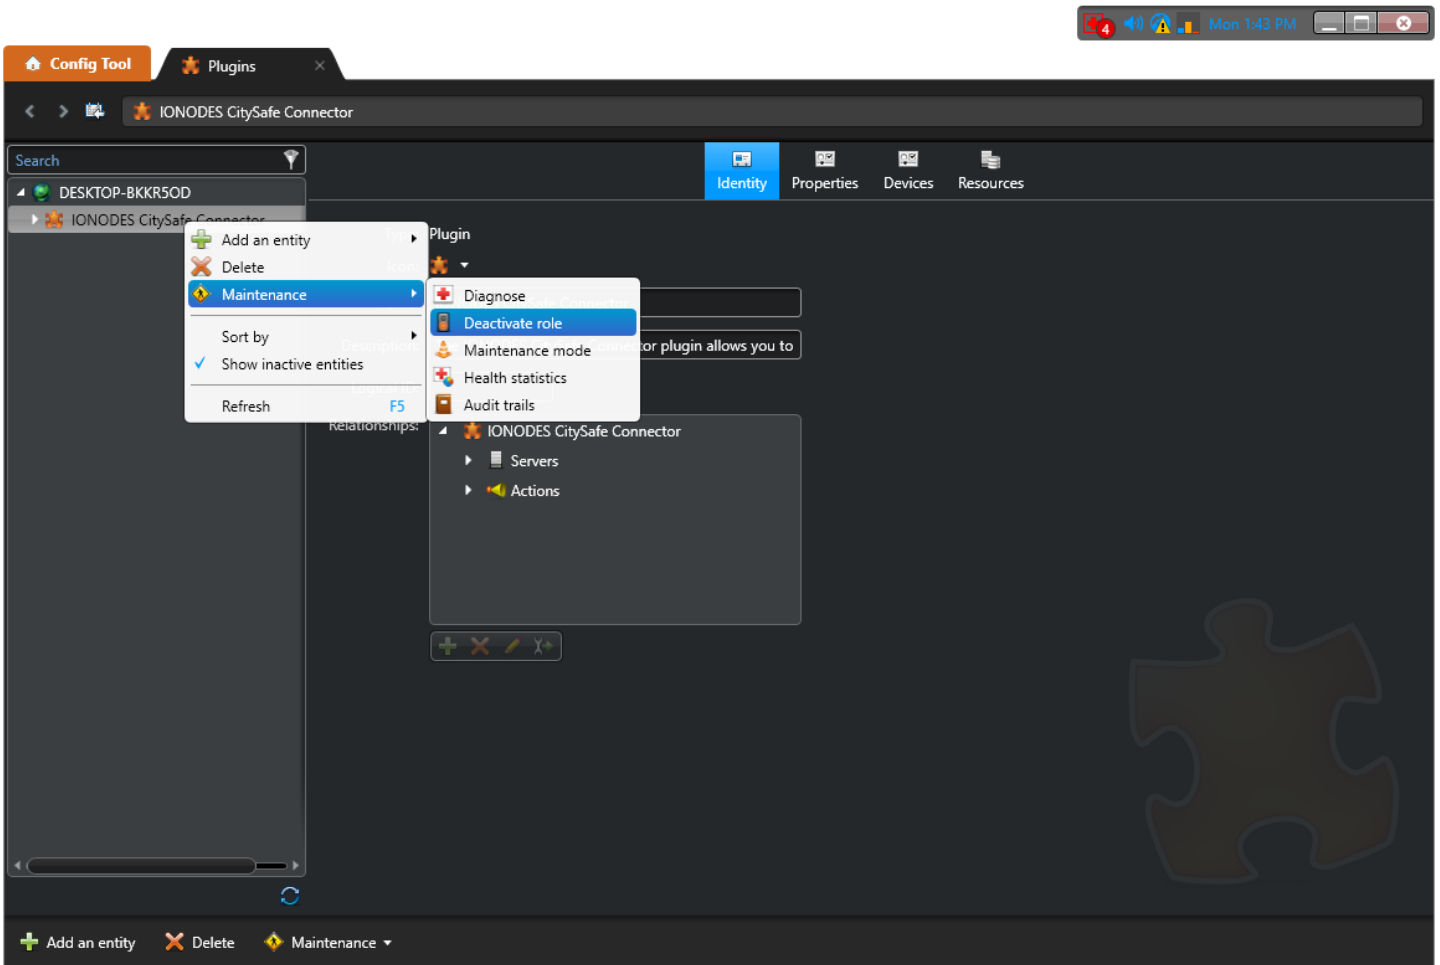 4
Mon 1:43 PM
Config Tool
Plugins
IONODES CitySafe Connector
Search
DESKTOP-BKKR5OD
IONODES CitySafe Connector
Identity
Properties
Devices
Resources
Plugin
Add an entity
Delete
Maintenance
Sort by
Show inactive entities
Refresh F5
Diagnose
Deactivate role
Maintenance mode
Health statistics
Audit trails
Description:
Connector plugin allows you to
Relationships:
IONODES CitySafe Connector
Servers
Actions
Add an entity
Delete
Maintenance